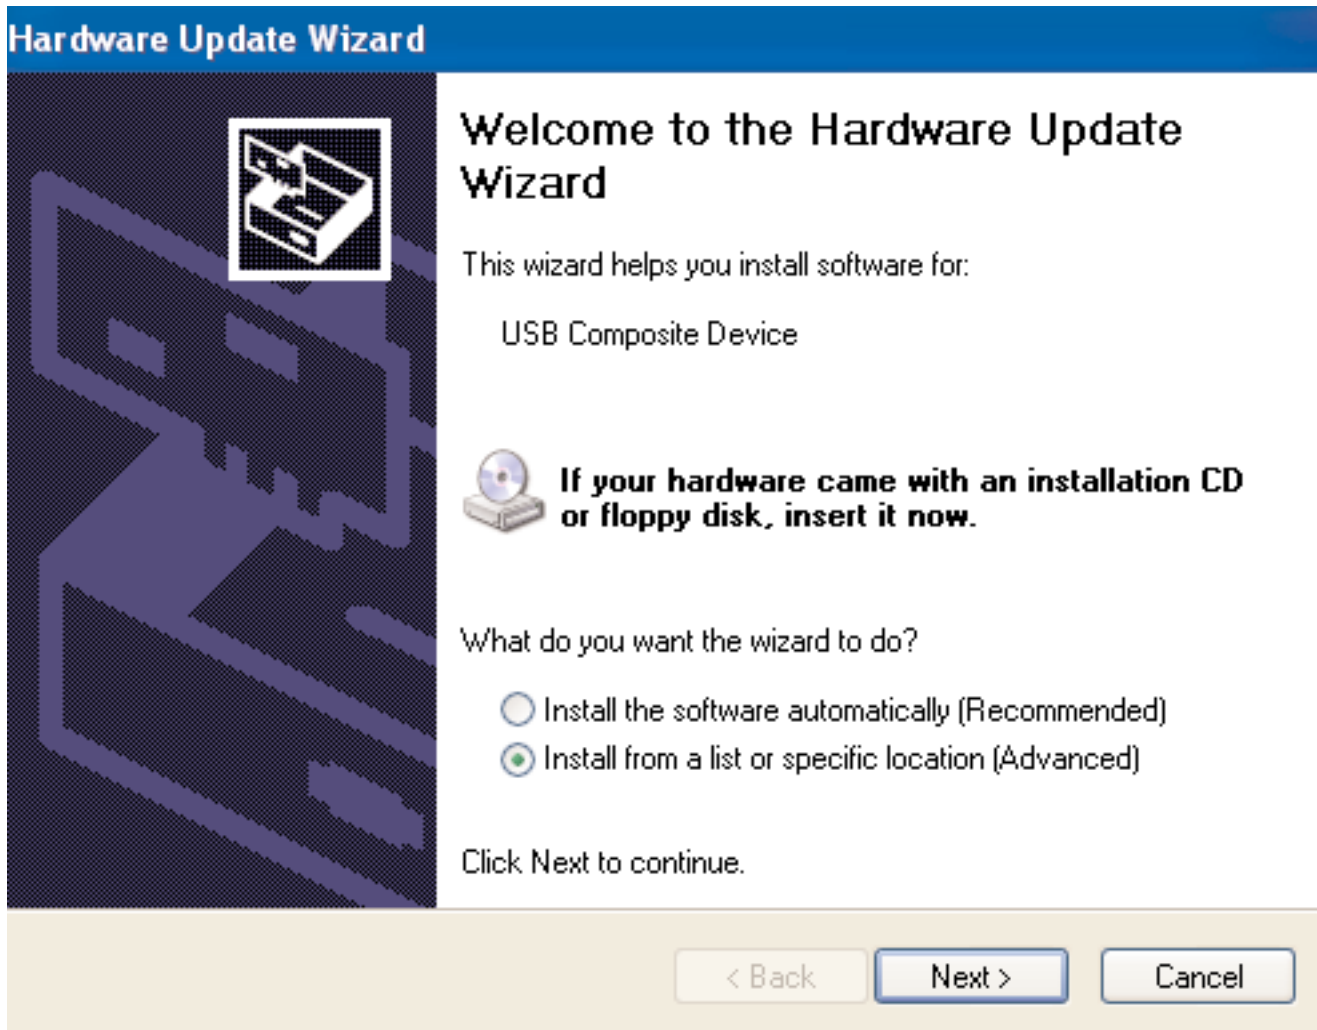 Hardware Update Wizard
Welcome to the Hardware Update
Wizard
This wizard helps you install software for:
USB Composite Device
If your hardware came with an installation CD
or floppy disk, insert it now.
What do you want the wizard to do?
Install the software automatically (Recommended)
Install from a list or specific location (Advanced)
Click Next to continue.
< Back Next > Cancel